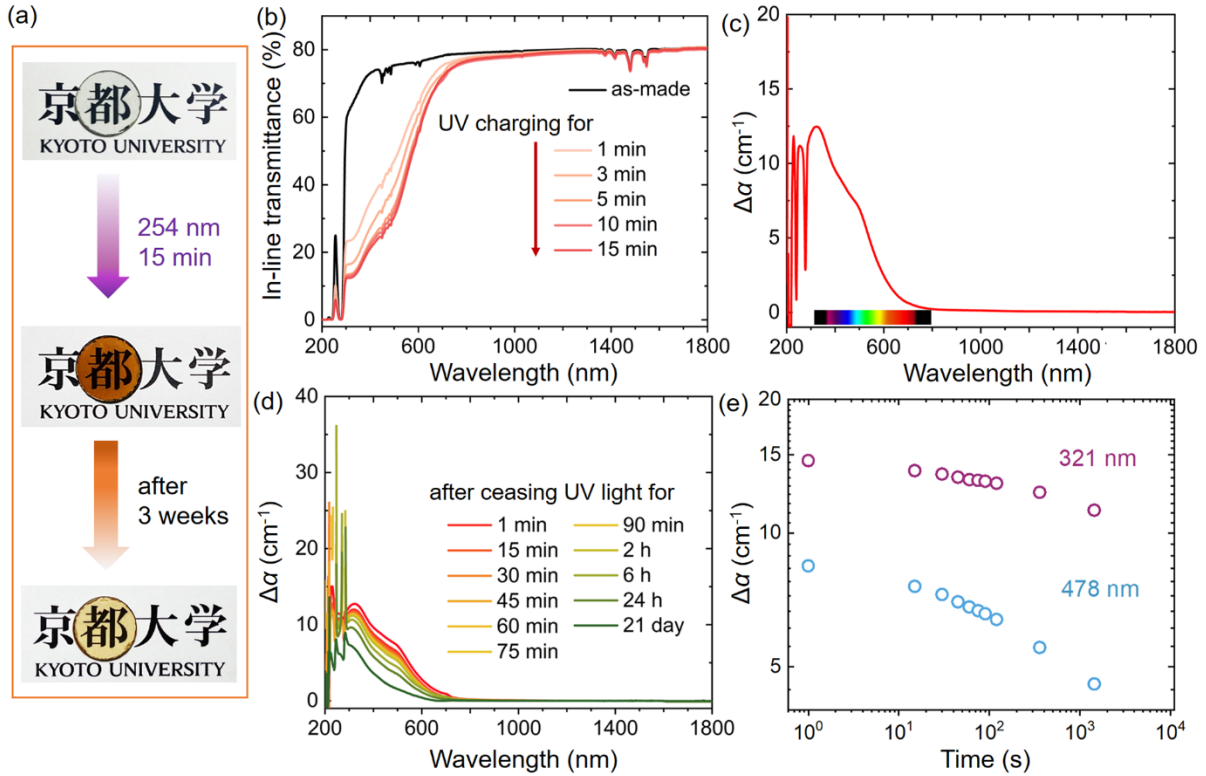 (a)
京都大学
KYOTO UNIVERSITY
254 nm
15 min
京都大学
KYOTO UNIVERSITY
after
3 weeks
京都大学
KYOTO UNIVERSITY
(b)
In-line transmittance (%)
80
60
40
20
0
as-made
UV charging for
1 min
3 min
5 min
10 min
15 min
200 600 1000 1400 1800
Wavelength (nm)
(c)
Δα (cm⁻¹)
20
15
10
5
0
200 600 1000 1400 1800
Wavelength (nm)
(d)
Δα (cm⁻¹)
40
30
20
10
0
after ceasing UV light for
1 min
15 min
30 min
45 min
60 min
75 min
90 min
2 h
6 h
24 h
21 day
200 600 1000 1400 1800
Wavelength (nm)
(e)
Δα (cm⁻¹)
20
15
10
5
321 nm
478 nm
10⁰ 10¹ 10² 10³ 10⁴
Time (s)